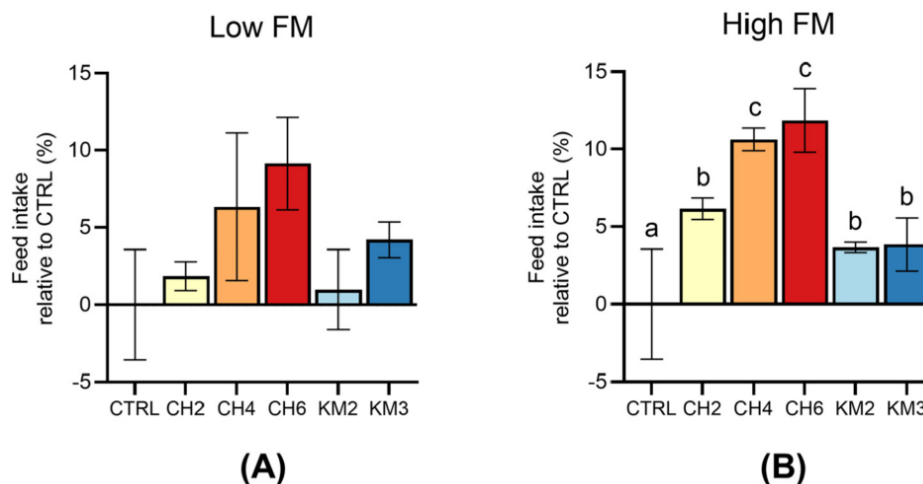 Low FM
Feed intake
relative to CTRL (%)
15
10
5
0
-5
CTRL CH2 CH4 CH6 KM2 KM3
(A)
High FM
Feed intake
relative to CTRL (%)
15
10
5
0
-5
a b c c b b
CTRL CH2 CH4 CH6 KM2 KM3
(B)